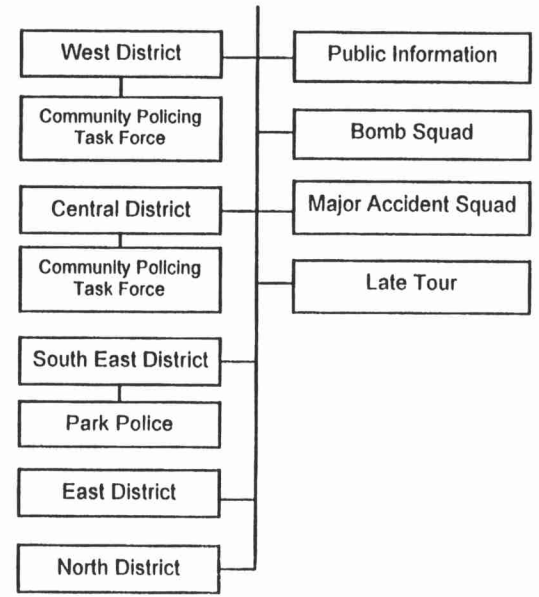 West District
Public Information
Community Policing
Task Force
Bomb Squad
Central District
Major Accident Squad
Community Policing
Task Force
Late Tour
South East District
Park Police
East District
North District